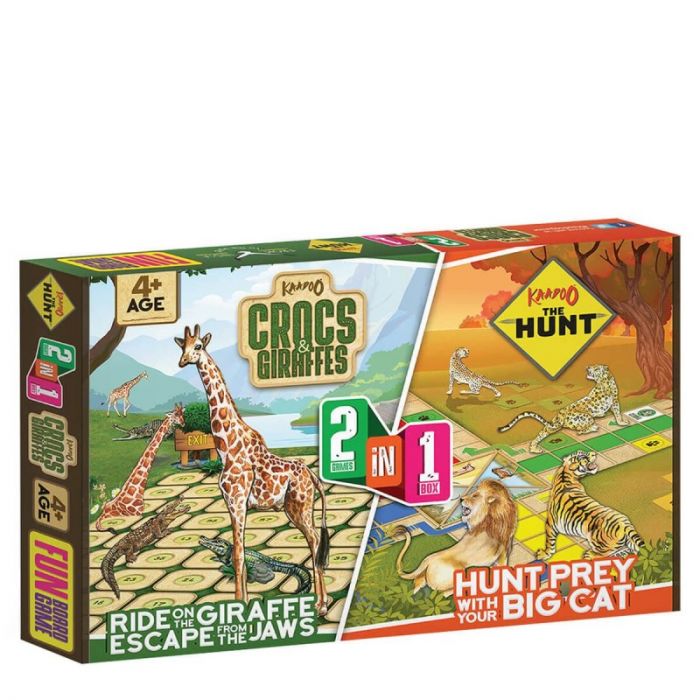 4+
AGE
KAADOO
CROCS
&
GIRAFFES
EXIT
2
GAMES
IN
1
BOX
KAADOO
THE
HUNT
RIDE ON THE GIRAFFE
ESCAPE FROM THE JAWS
HUNT PREY
WITH YOUR BIG CAT
THE
HUNT
2
IN
1
CROCS
&
GIRAFFES
4+
AGE
FUN BOARD
GAME